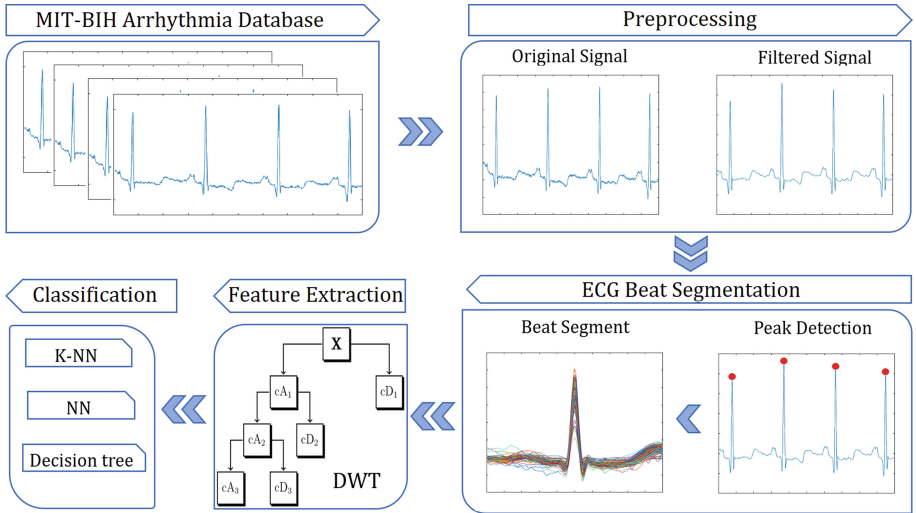 MIT-BIH Arrhythmia Database
Preprocessing
Original Signal
Filtered Signal
ECG Beat Segmentation
Peak Detection
Beat Segment
Feature Extraction
X
cA1
cD1
cA2
cD2
cA3
cD3
DWT
Classification
K-NN
NN
Decision tree